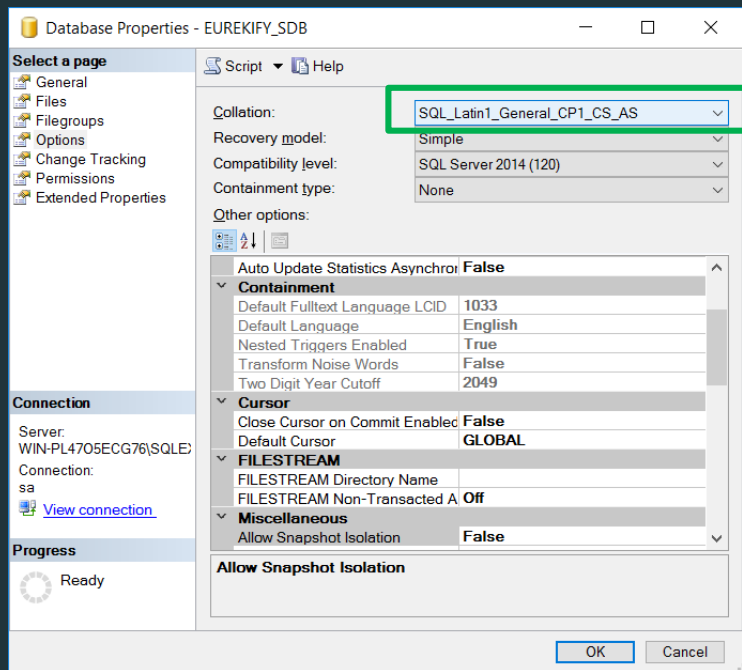 Database Properties - EUREKIFY_SDB
Select a page
General
Files
Filegroups
Options
Change Tracking
Permissions
Extended Properties
Script Help
Collation: SQL_Latin1_General_CP1_CS_AS
Recovery model: Simple
Compatibility level: SQL Server 2014 (120)
Containment type: None
Other options:
Auto Update Statistics Asynchror False
Containment
Default Fulltext Language LCID 1033
Default Language English
Nested Triggers Enabled True
Transform Noise Words False
Two Digit Year Cutoff 2049
Cursor
Close Cursor on Commit Enabled False
Default Cursor GLOBAL
FILESTREAM
FILESTREAM Directory Name
FILESTREAM Non-Transacted A Off
Miscellaneous
Allow Snapshot Isolation False
Allow Snapshot Isolation
Connection
Server:
WIN-PL47O5ECG76\SQLE
Connection:
sa
View connection
Progress
Ready
OK Cancel